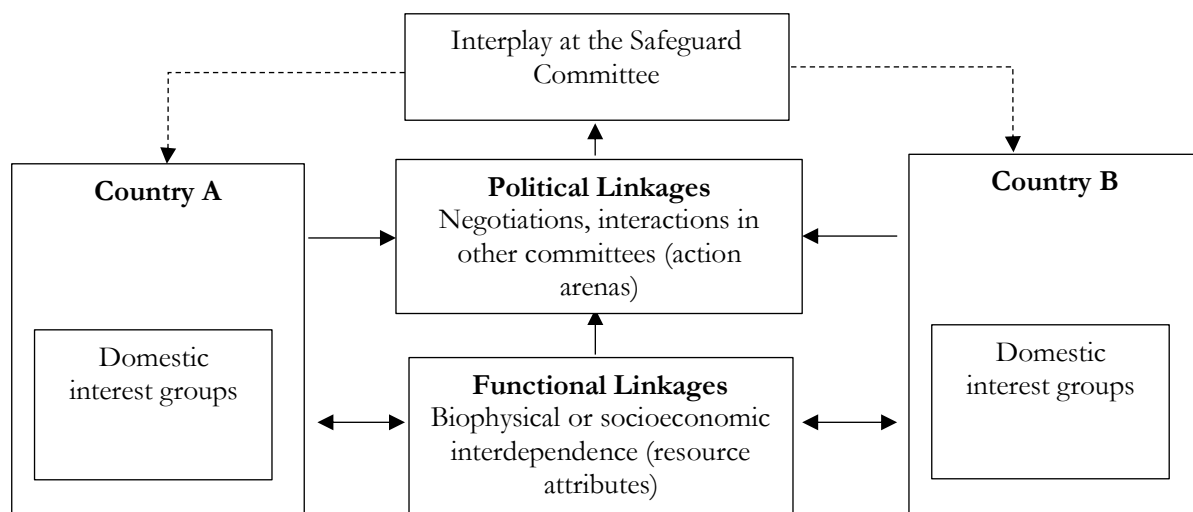 Interplay at the Safeguard
Committee
Country A
Political Linkages
Negotiations, interactions in
other committees (action
arenas)
Country B
Domestic
interest groups
Functional Linkages
Biophysical or socioeconomic
interdependence (resource
attributes)
Domestic
interest groups